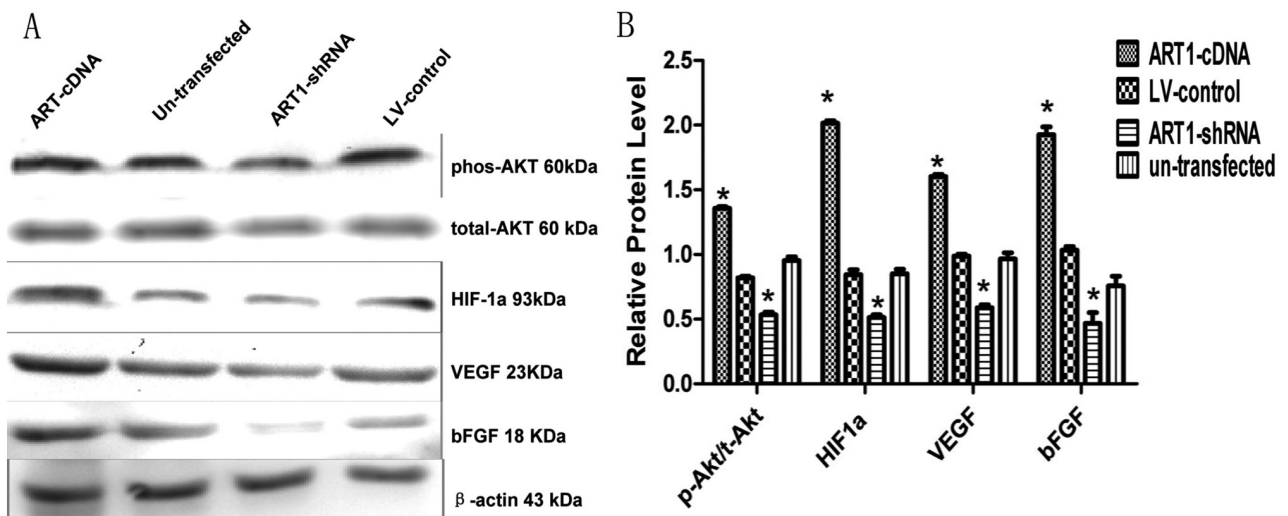 A
ART-cDNA
Un-transfected
ART1-shRNA
LV-control
phos-AKT 60kDa
total-AKT 60 kDa
HIF-1a 93kDa
VEGF 23KDa
bFGF 18 KDa
β-actin 43 kDa
B
ART1-cDNA
LV-control
ART1-shRNA
un-transfected
Relative Protein Level
2.5
2.0
1.5
1.0
0.5
0.0
*
*
*
*
*
*
*
*
p-Akt/t-Akt
HIF1a
VEGF
bFGF